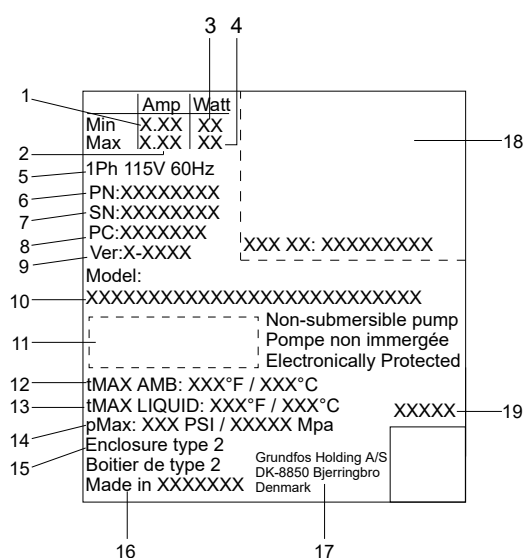 3 4
Amp Watt
1 Min X.XX XX
Max X.XX XX
2
18
5 1Ph 115V 60Hz
6 PN:XXXXXXXX
7 SN:XXXXXXXX
8 PC:XXXXXXX
XXX XX: XXXXXXXXX
9 Ver:X-XXXX
Model:
10 XXXXXXXXXXXXXXXXXXXXXXXXXX
Non-submersible pump
11 Pompe non immergée
Electronically Protected
12 tMAX AMB: XXX°F / XXX°C
13 tMAX LIQUID: XXX°F / XXX°C
XXXXX 19
14 pMax: XXX PSI / XXXXX Mpa
15 Enclosure type 2
Boitier de type 2
Made in XXXXXXX
Grundfos Holding A/S
DK-8850 Bjerringbro
Denmark
16 17